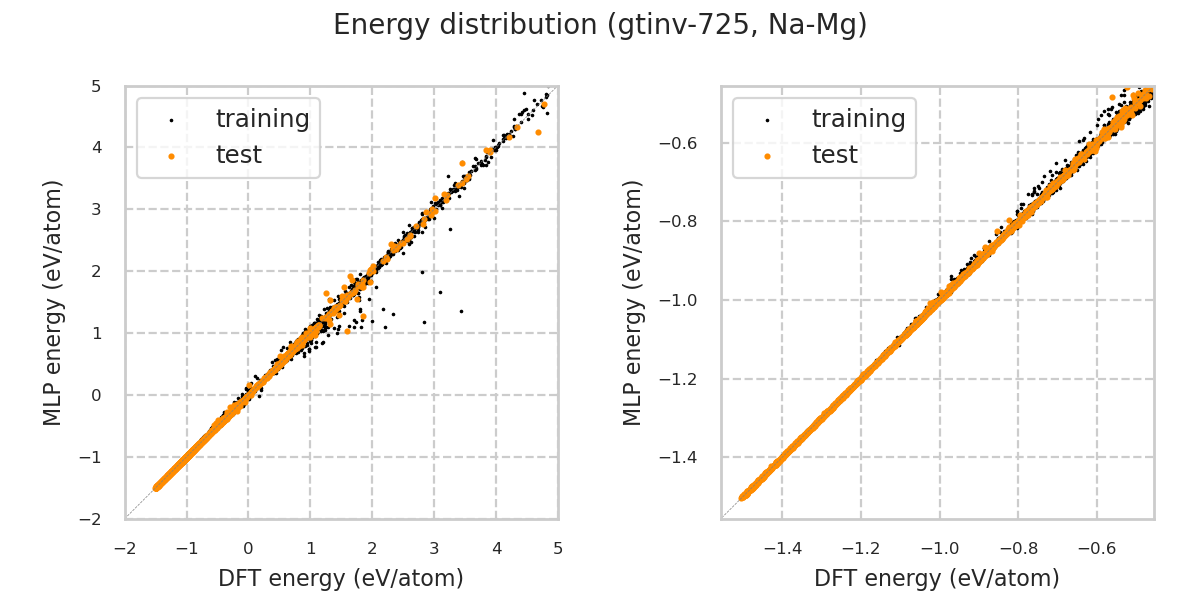 Energy distribution (gtinv-725, Na-Mg)
training
test
5
4
3
2
1
0
−1
−2
−2
−1
0
1
2
3
4
5
MLP energy (eV/atom)
DFT energy (eV/atom)
training
test
−0.6
−0.8
−1.0
−1.2
−1.4
−1.4
−1.2
−1.0
−0.8
−0.6
MLP energy (eV/atom)
DFT energy (eV/atom)